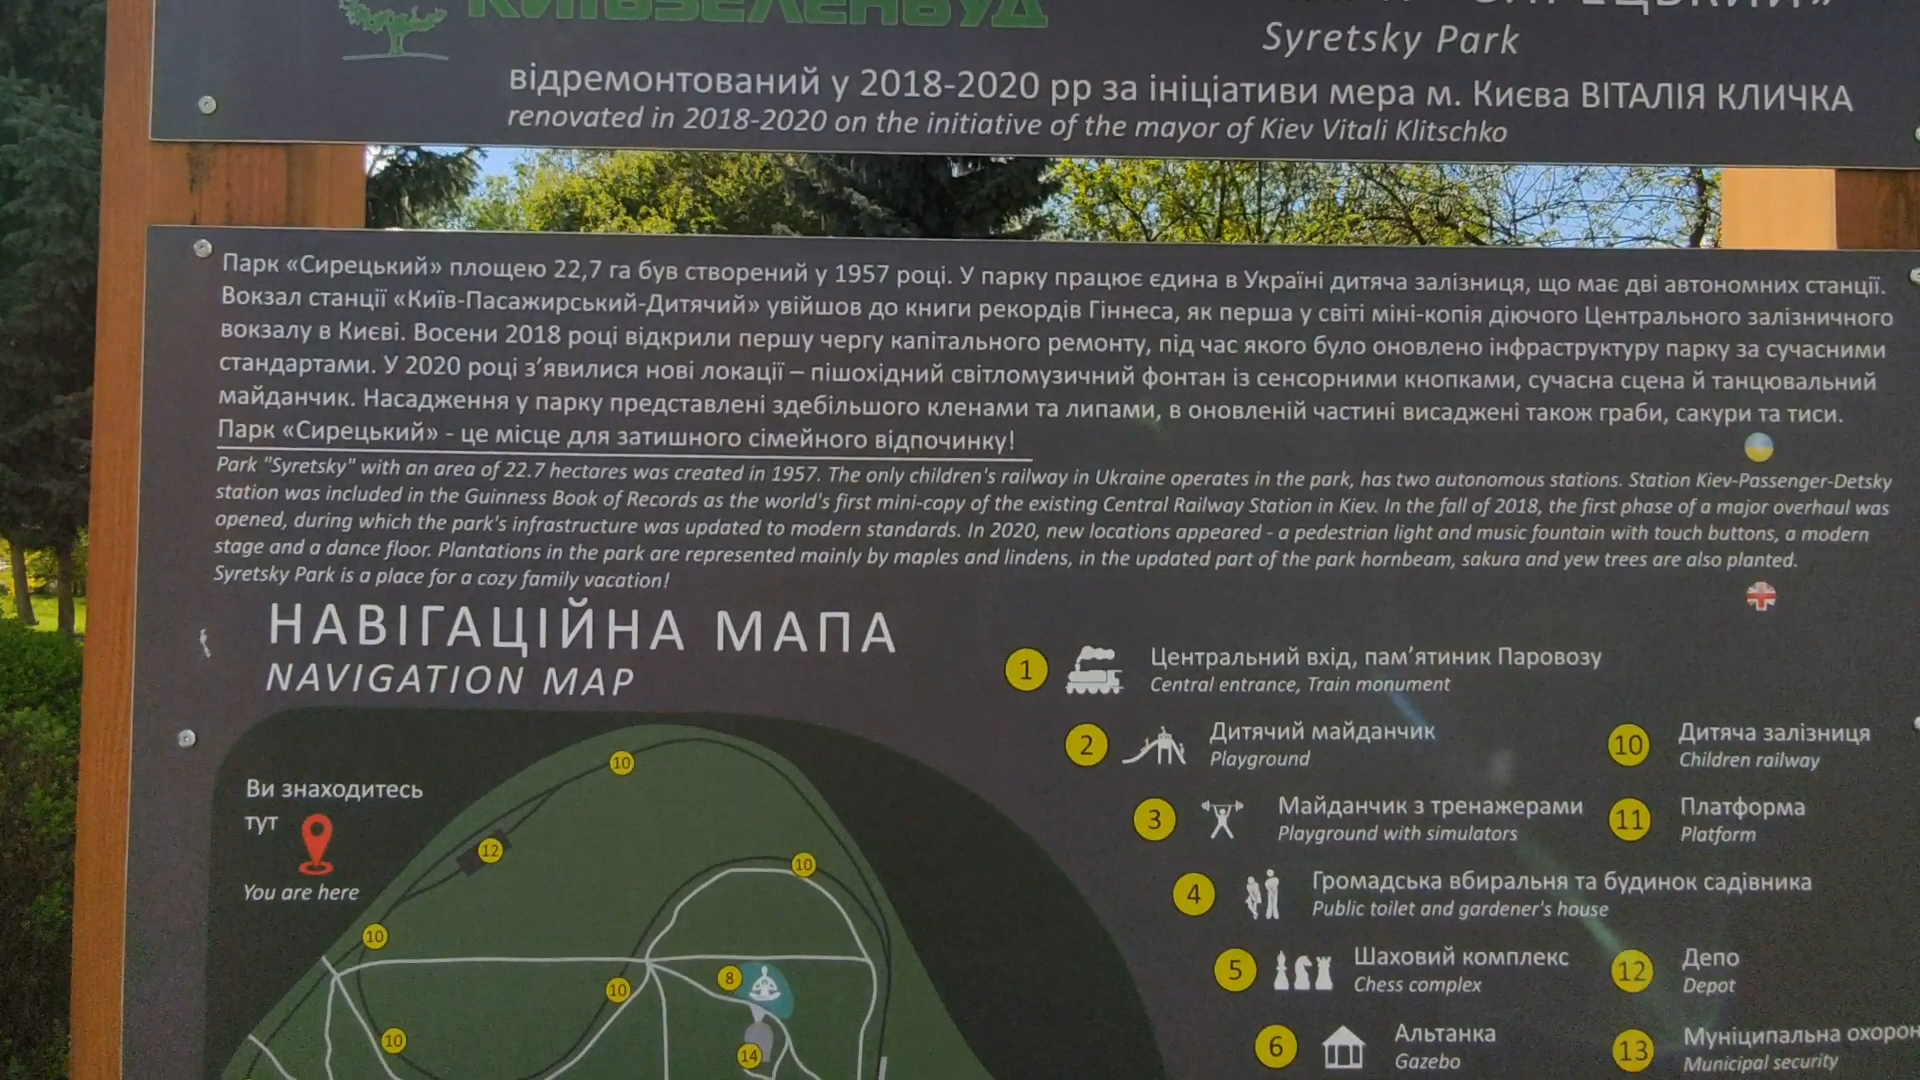 КИЇВЗЕЛЕНБУД
Syretsky Park
відремонтований у 2018-2020 рр за ініціативи мера м. Києва ВІТАЛІЯ КЛИЧКА
renovated in 2018-2020 on the initiative of the mayor of Kiev Vitali Klitschko
Парк «Сирецький» площею 22,7 га був створений у 1957 році. У парку працює єдина в Україні дитяча залізниця, що має дві автономних станції.
Вокзал станції «Київ-Пасажирський-Дитячий» увійшов до книги рекордів Гіннеса, як перша у світі міні-копія діючого Центрального залізничного
вокзалу в Києві. Восени 2018 році відкрили першу чергу капітального ремонту, під час якого було оновлено інфраструктуру парку за сучасними
стандартами. У 2020 році з’явилися нові локації – пішохідний світломузичний фонтан із сенсорними кнопками, сучасна сцена й танцювальний
майданчик. Насадження у парку представлені здебільшого кленами та липами, в оновленій частині висаджені також граби, сакури та тиси.
Парк «Сирецький» - це місце для затишного сімейного відпочинку!
Park "Syretsky" with an area of 22.7 hectares was created in 1957. The only children's railway in Ukraine operates in the park, has two autonomous stations. Station Kiev-Passenger-Detsky
station was included in the Guinness Book of Records as the world's first mini-copy of the existing Central Railway Station in Kiev. In the fall of 2018, the first phase of a major overhaul was
opened, during which the park's infrastructure was updated to modern standards. In 2020, new locations appeared - a pedestrian light and music fountain with touch buttons, a modern
stage and a dance floor. Plantations in the park are represented mainly by maples and lindens, in the updated part of the park hornbeam, sakura and yew trees are also planted.
Syretsky Park is a place for a cozy family vacation!
НАВІГАЦІЙНА МАПА
NAVIGATION MAP
Ви знаходитесь
тут
You are here
10
12
10
10
8
10
10
14
1 Центральний вхід, пам’ятиник Паровозу
Central entrance, Train monument
2 Дитячий майданчик
Playground
3 Майданчик з тренажерами
Playground with simulators
4 Громадська вбиральня та будинок садівника
Public toilet and gardener's house
5 Шаховий комплекс
Chess complex
6 Альтанка
Gazebo
10 Дитяча залізниця
Children railway
11 Платформа
Platform
12 Депо
Depot
13 Муніципальна охорон
Municipal security